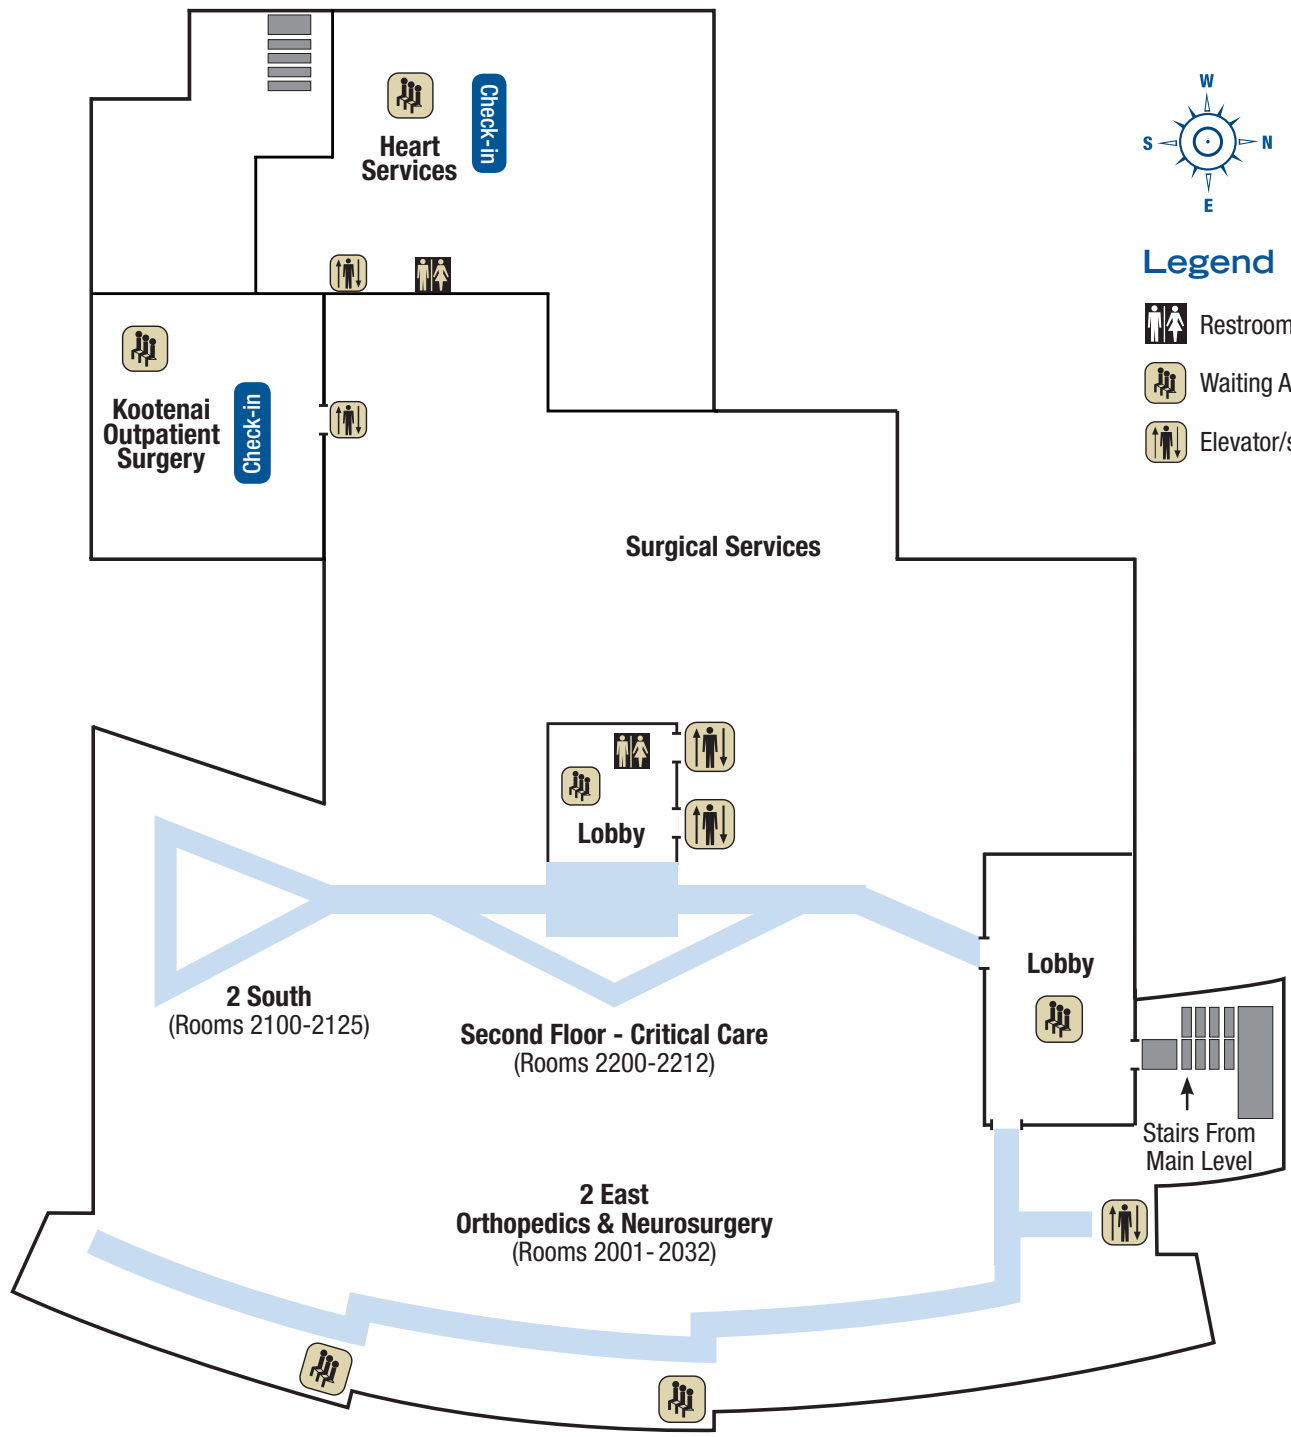 W
S
N
E
Legend
Restroom
Waiting A
Elevator/s
Heart
Services
Check-in
Kootenai
Outpatient
Surgery
Check-in
Surgical Services
Lobby
Lobby
2 South
(Rooms 2100-2125)
Second Floor - Critical Care
(Rooms 2200-2212)
Stairs From
Main Level
2 East
Orthopedics & Neurosurgery
(Rooms 2001-2032)